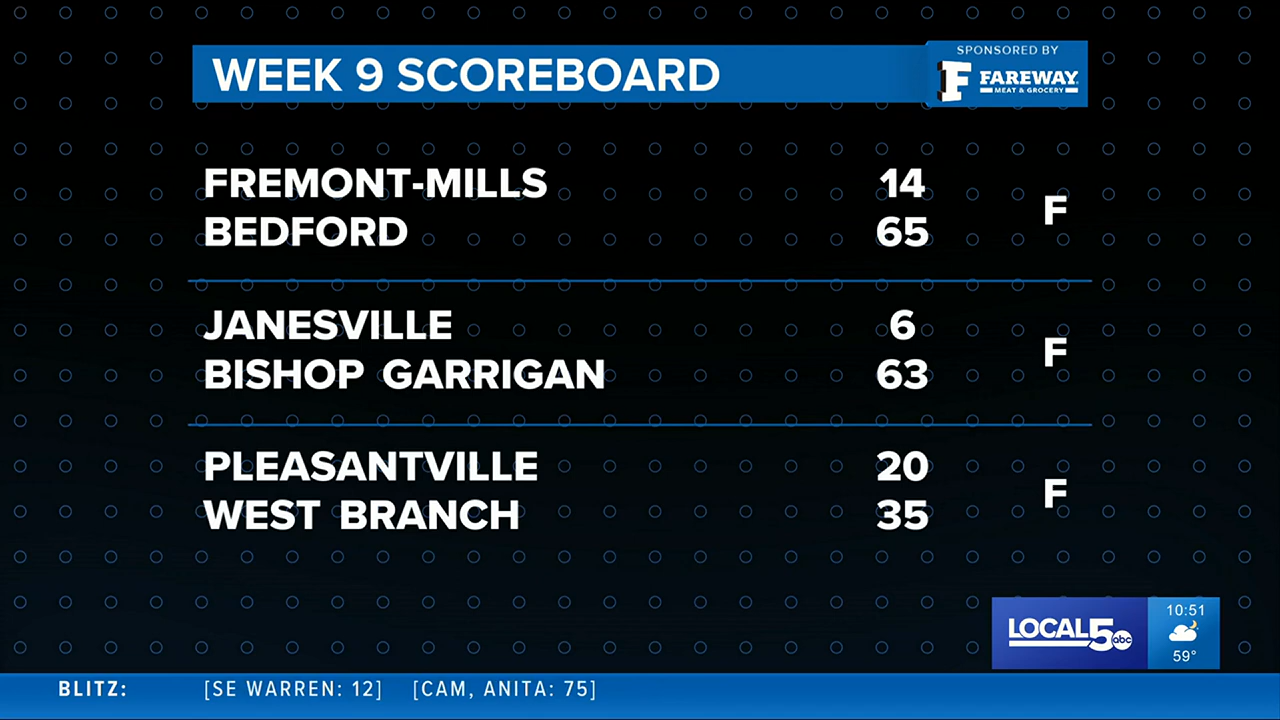 WEEK 9 SCOREBOARD
SPONSORED BY
F FAREWAY
MEAT & GROCERY
FREMONT-MILLS 14
BEDFORD 65
F
JANESVILLE 6
BISHOP GARRIGAN 63
F
PLEASANTVILLE 20
WEST BRANCH 35
F
LOCAL 5 abc
10:51
59°
BLITZ: [SE WARREN: 12] [CAM, ANITA: 75]